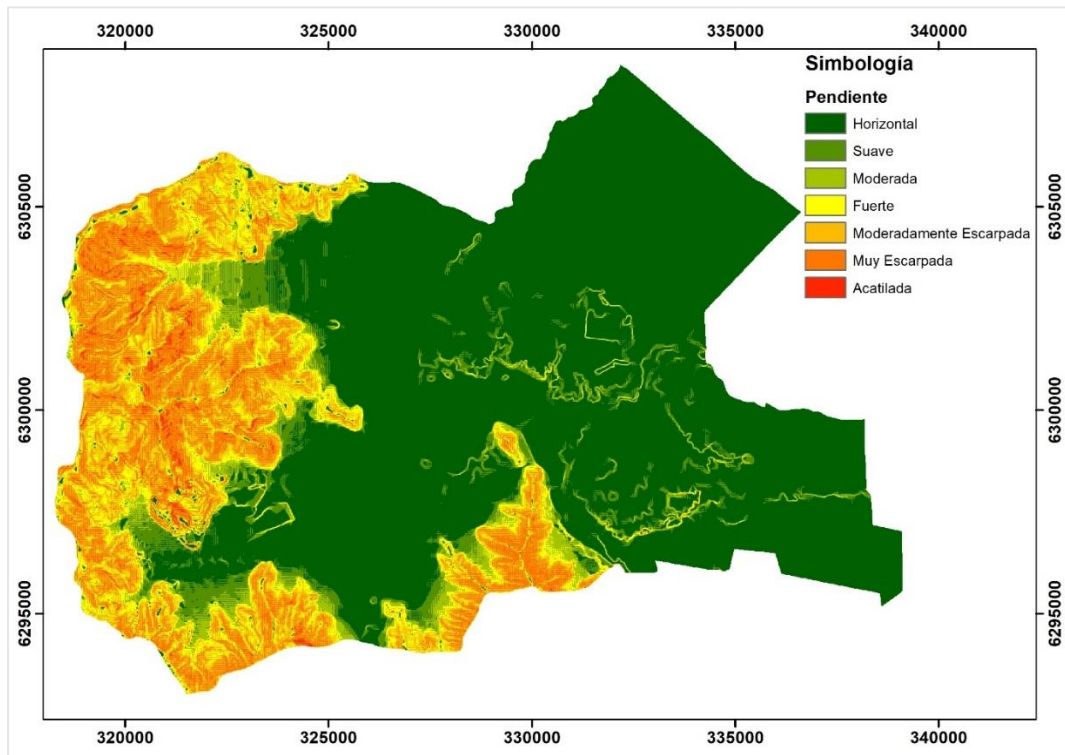 320000 325000 330000 335000 340000
Simbología
Pendiente
Horizontal
Suave
Moderada
Fuerte
Moderadamente Escarpada
Muy Escarpada
Acatilada
6305000 6305000
6300000 6300000
6295000 6295000
320000 325000 330000 335000 340000